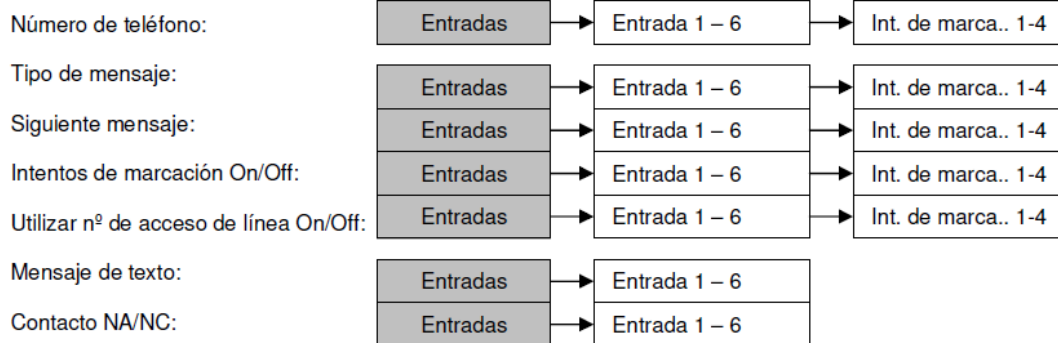 Número de teléfono: Entradas Entrada 1 – 6 Int. de marca.. 1-4
Tipo de mensaje: Entradas Entrada 1 – 6 Int. de marca.. 1-4
Siguiente mensaje: Entradas Entrada 1 – 6 Int. de marca.. 1-4
Intentos de marcación On/Off: Entradas Entrada 1 – 6 Int. de marca.. 1-4
Utilizar nº de acceso de línea On/Off: Entradas Entrada 1 – 6 Int. de marca.. 1-4
Mensaje de texto: Entradas Entrada 1 – 6
Contacto NA/NC: Entradas Entrada 1 – 6